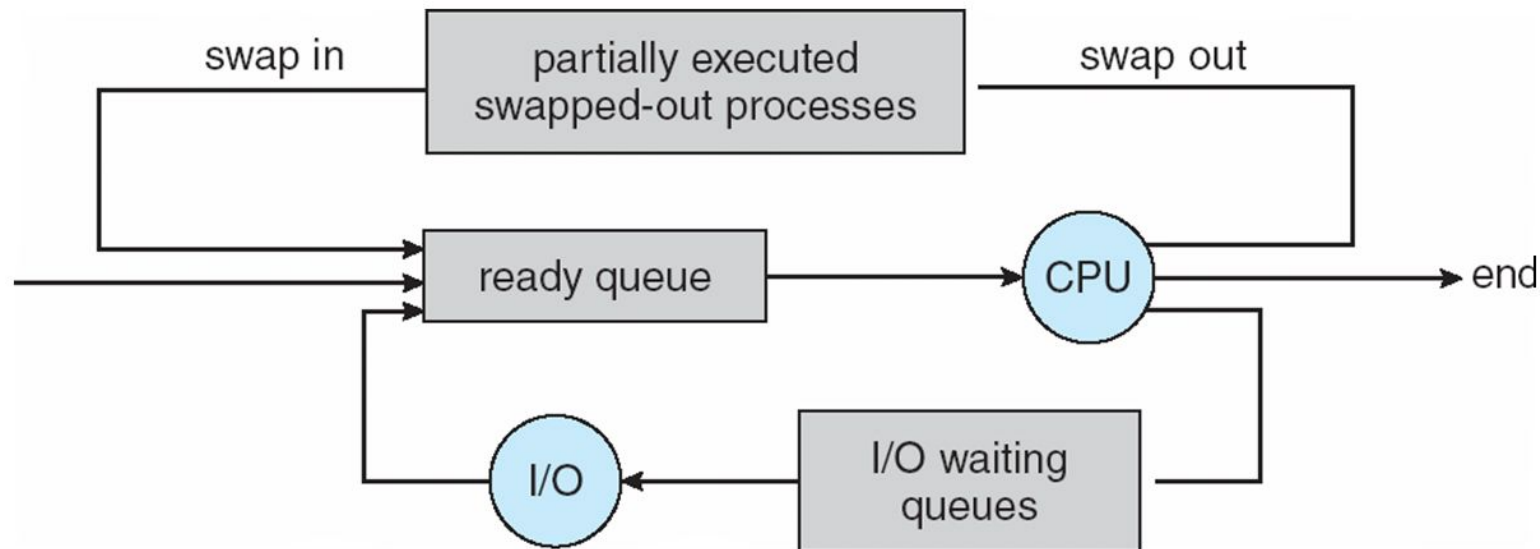 swap in
partially executed
swapped-out processes
swap out
ready queue
CPU
end
I/O
I/O waiting
queues